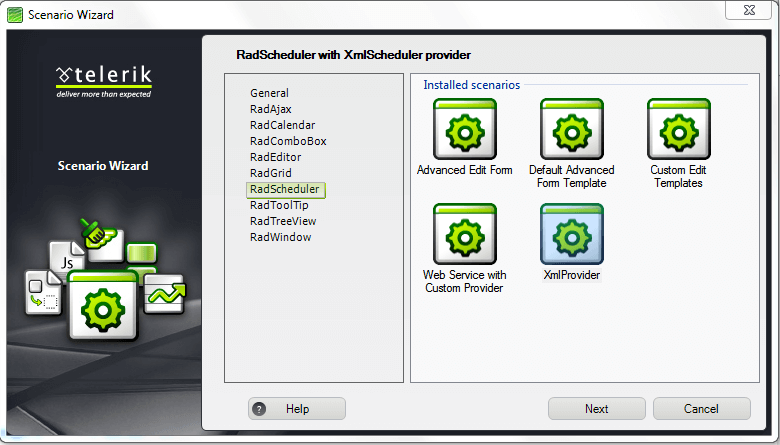 Scenario Wizard
telerik
deliver more than expected
Scenario Wizard
Js
RadScheduler with XmlScheduler provider
General
RadAjax
RadCalendar
RadComboBox
RadEditor
RadGrid
RadScheduler
RadToolTip
RadTreeView
RadWindow
Installed scenarios
Advanced Edit Form
Default Advanced
Form Template
Custom Edit
Templates
Web Service with
Custom Provider
XmlProvider
? Help
Next
Cancel